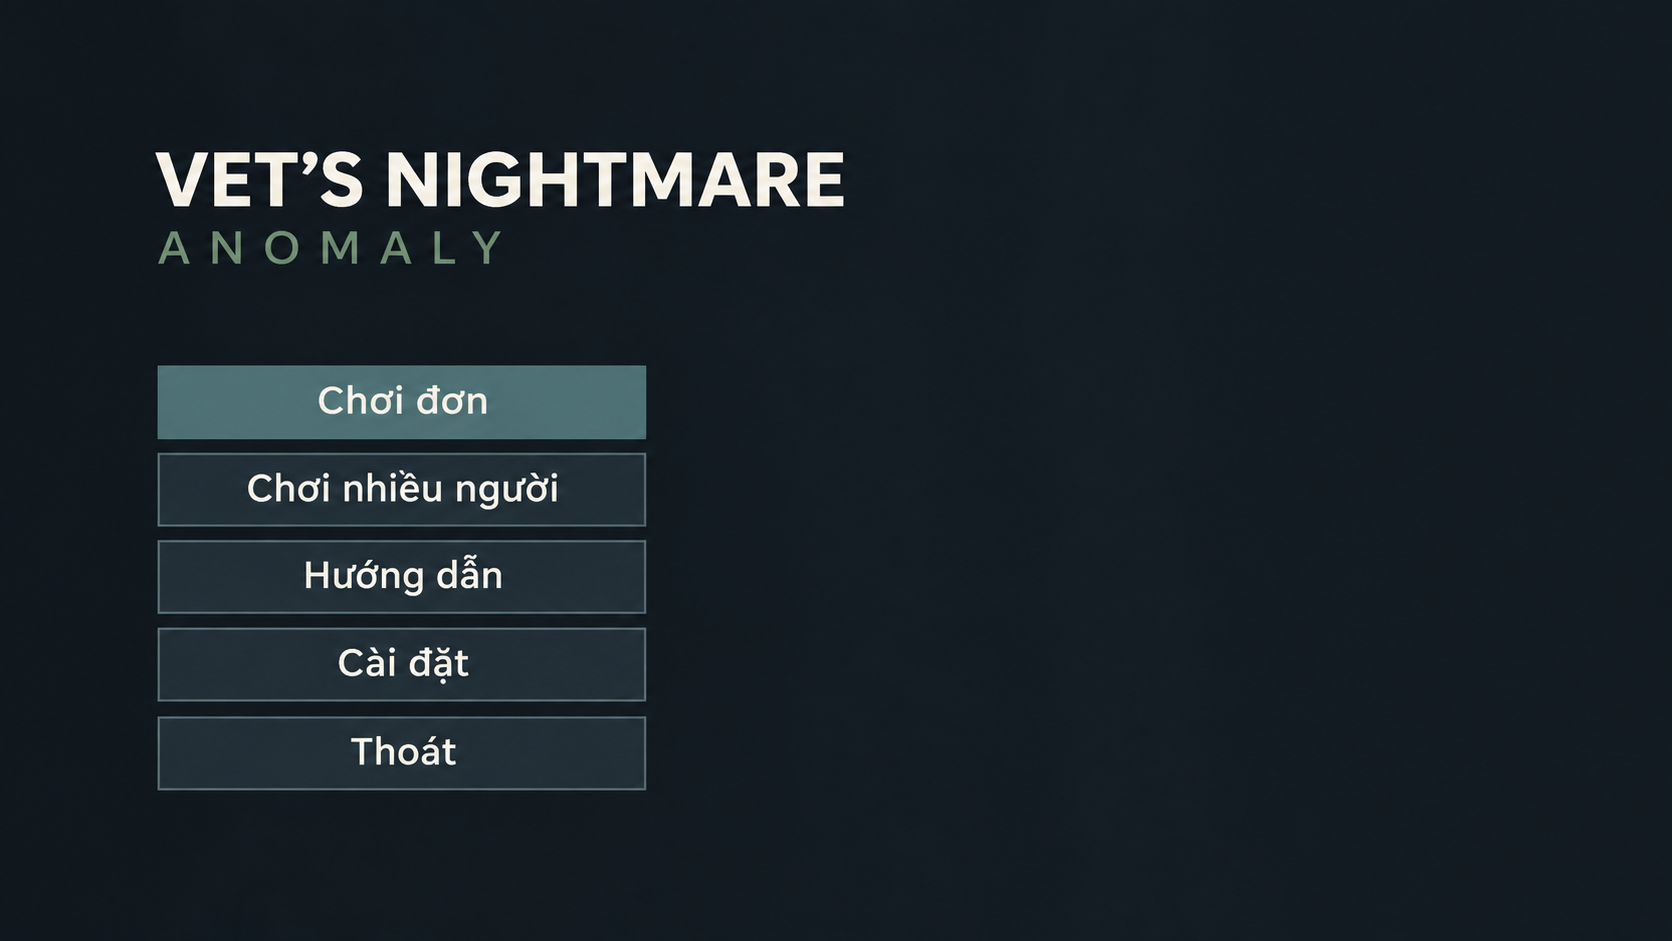 VET’S NIGHTMARE
ANOMALY
Chơi đơn
Chơi nhiều người
Hướng dẫn
Cài đặt
Thoát